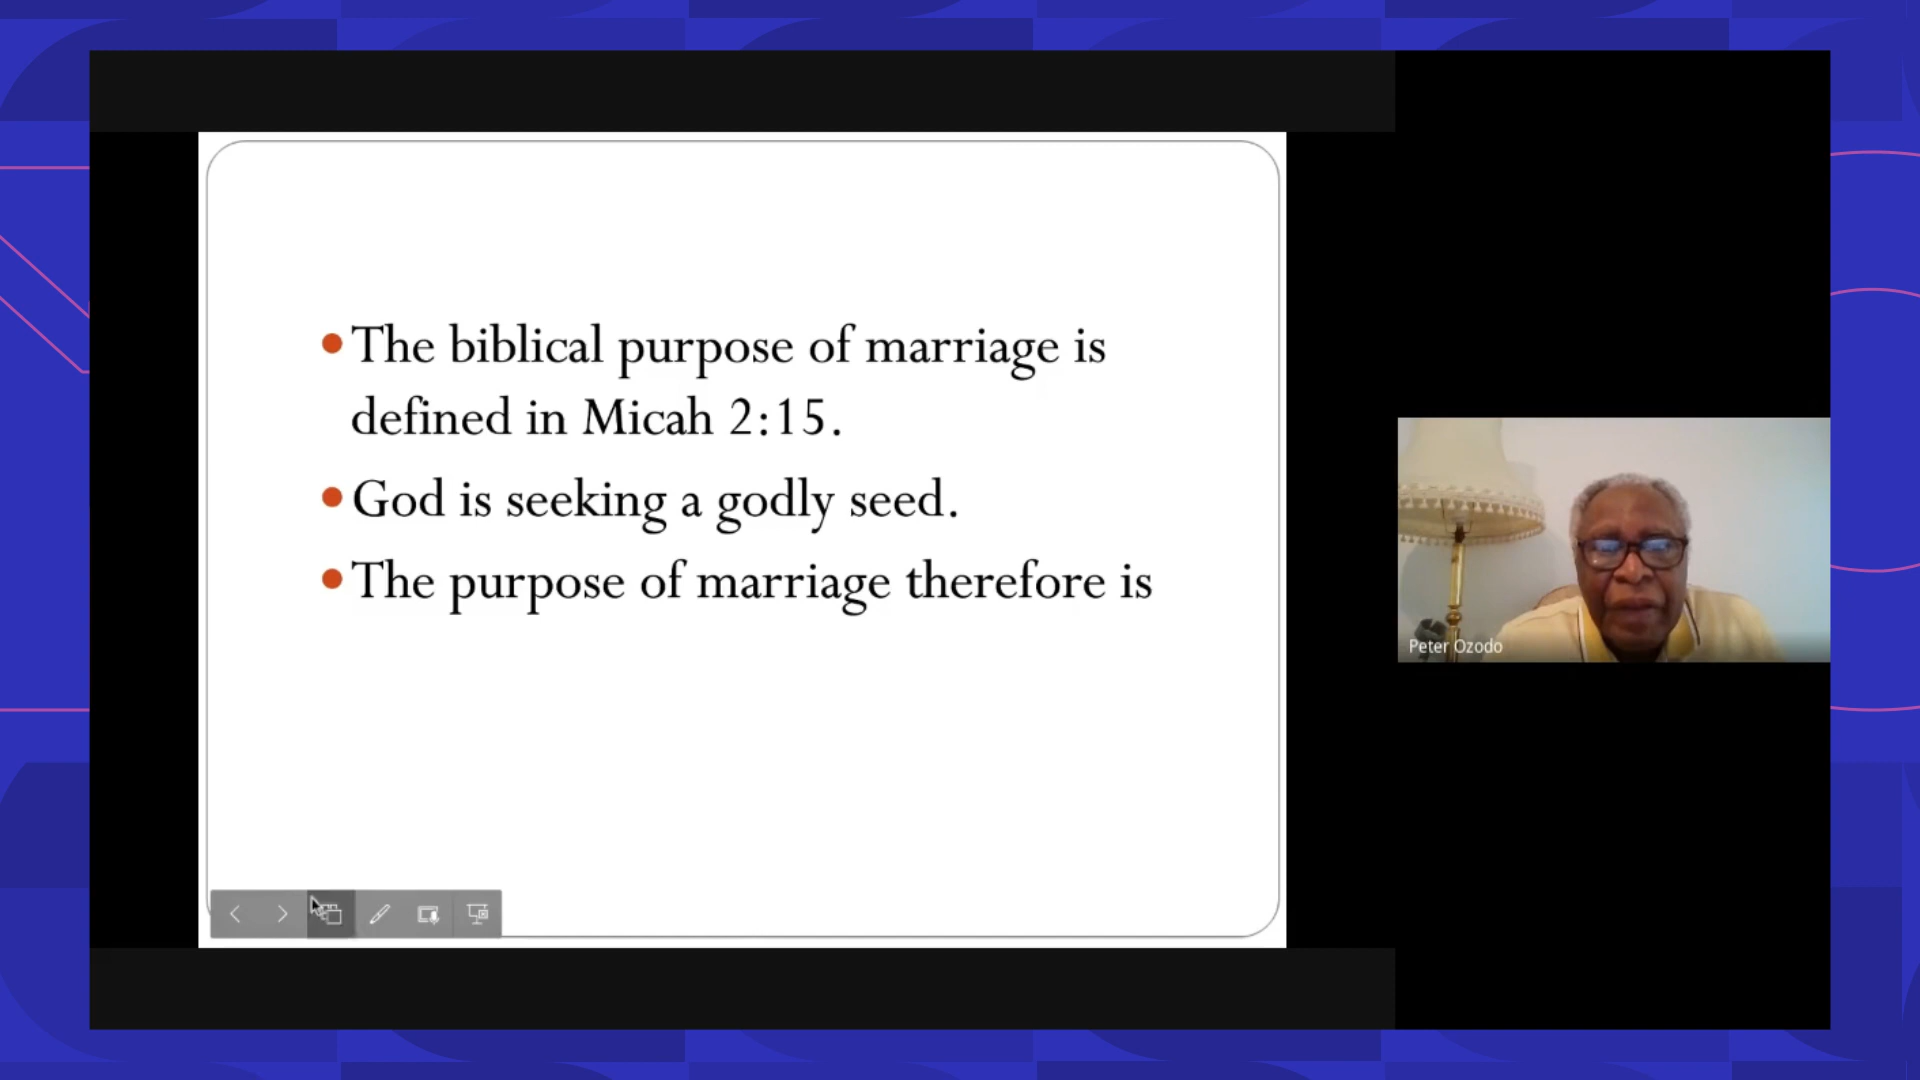 The biblical purpose of marriage is
defined in Micah 2:15.
God is seeking a godly seed.
The purpose of marriage therefore is
Peter Ozodo